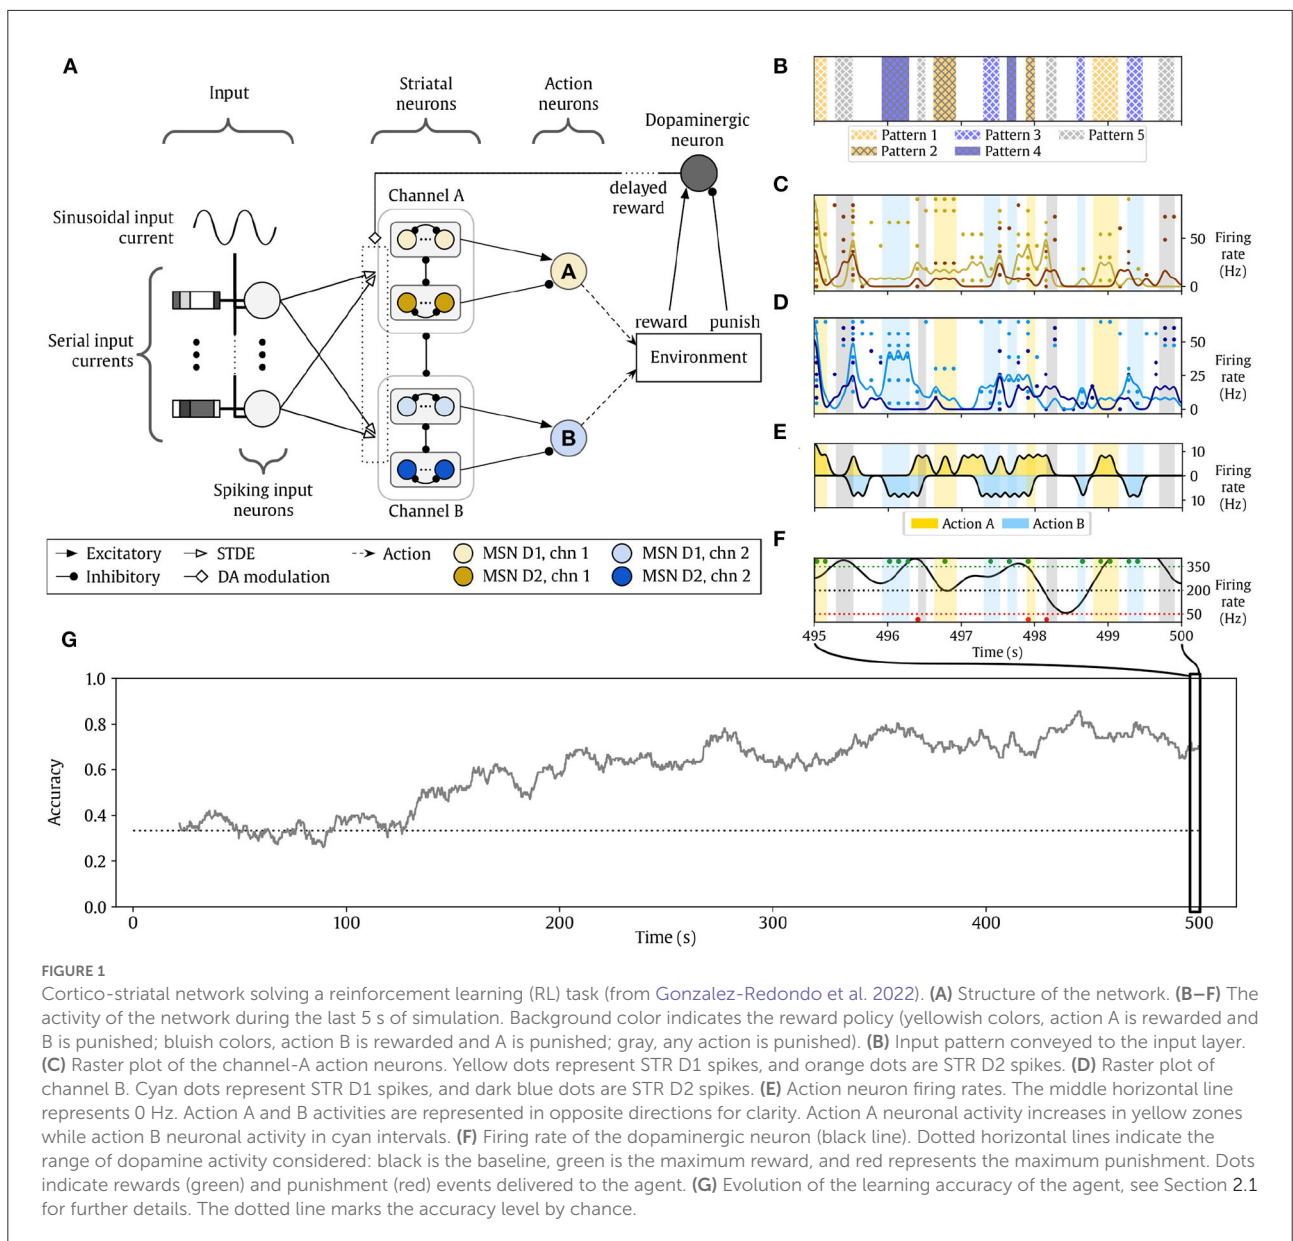 A
Input
Striatal
neurons
Action
neurons
Dopaminergic
neuron
delayed
reward
Channel A
Sinusoidal input
current
A
Serial input
currents
reward punish
Environment
B
Spiking input
neurons
Channel B
Excitatory
Inhibitory
STDE
DA modulation
Action
MSN D1, chn 1
MSN D2, chn 1
MSN D1, chn 2
MSN D2, chn 2
B
Pattern 1
Pattern 2
Pattern 3
Pattern 4
Pattern 5
C
50
0
Firing
rate
(Hz)
D
50
25
0
Firing
rate
(Hz)
E
10
0
10
Firing
rate
(Hz)
Action A Action B
F
350
200
50
Firing
rate
(Hz)
495 496 497 498 499 500
Time (s)
G
1.0
0.8
0.6
0.4
0.2
0.0
Accuracy
0 100 200 300 400 500
Time (s)
FIGURE 1
Cortico-striatal network solving a reinforcement learning (RL) task (from Gonzalez-Redondo et al. 2022). (A) Structure of the network. (B–F) The
activity of the network during the last 5 s of simulation. Background color indicates the reward policy (yellowish colors, action A is rewarded and
B is punished; bluish colors, action B is rewarded and A is punished; gray, any action is punished). (B) Input pattern conveyed to the input layer.
(C) Raster plot of the channel-A action neurons. Yellow dots represent STR D1 spikes, and orange dots are STR D2 spikes. (D) Raster plot of
channel B. Cyan dots represent STR D1 spikes, and dark blue dots are STR D2 spikes. (E) Action neuron firing rates. The middle horizontal line
represents 0 Hz. Action A and B activities are represented in opposite directions for clarity. Action A neuronal activity increases in yellow zones
while action B neuronal activity in cyan intervals. (F) Firing rate of the dopaminergic neuron (black line). Dotted horizontal lines indicate the
range of dopamine activity considered: black is the baseline, green is the maximum reward, and red represents the maximum punishment. Dots
indicate rewards (green) and punishment (red) events delivered to the agent. (G) Evolution of the learning accuracy of the agent, see Section 2.1
for further details. The dotted line marks the accuracy level by chance.